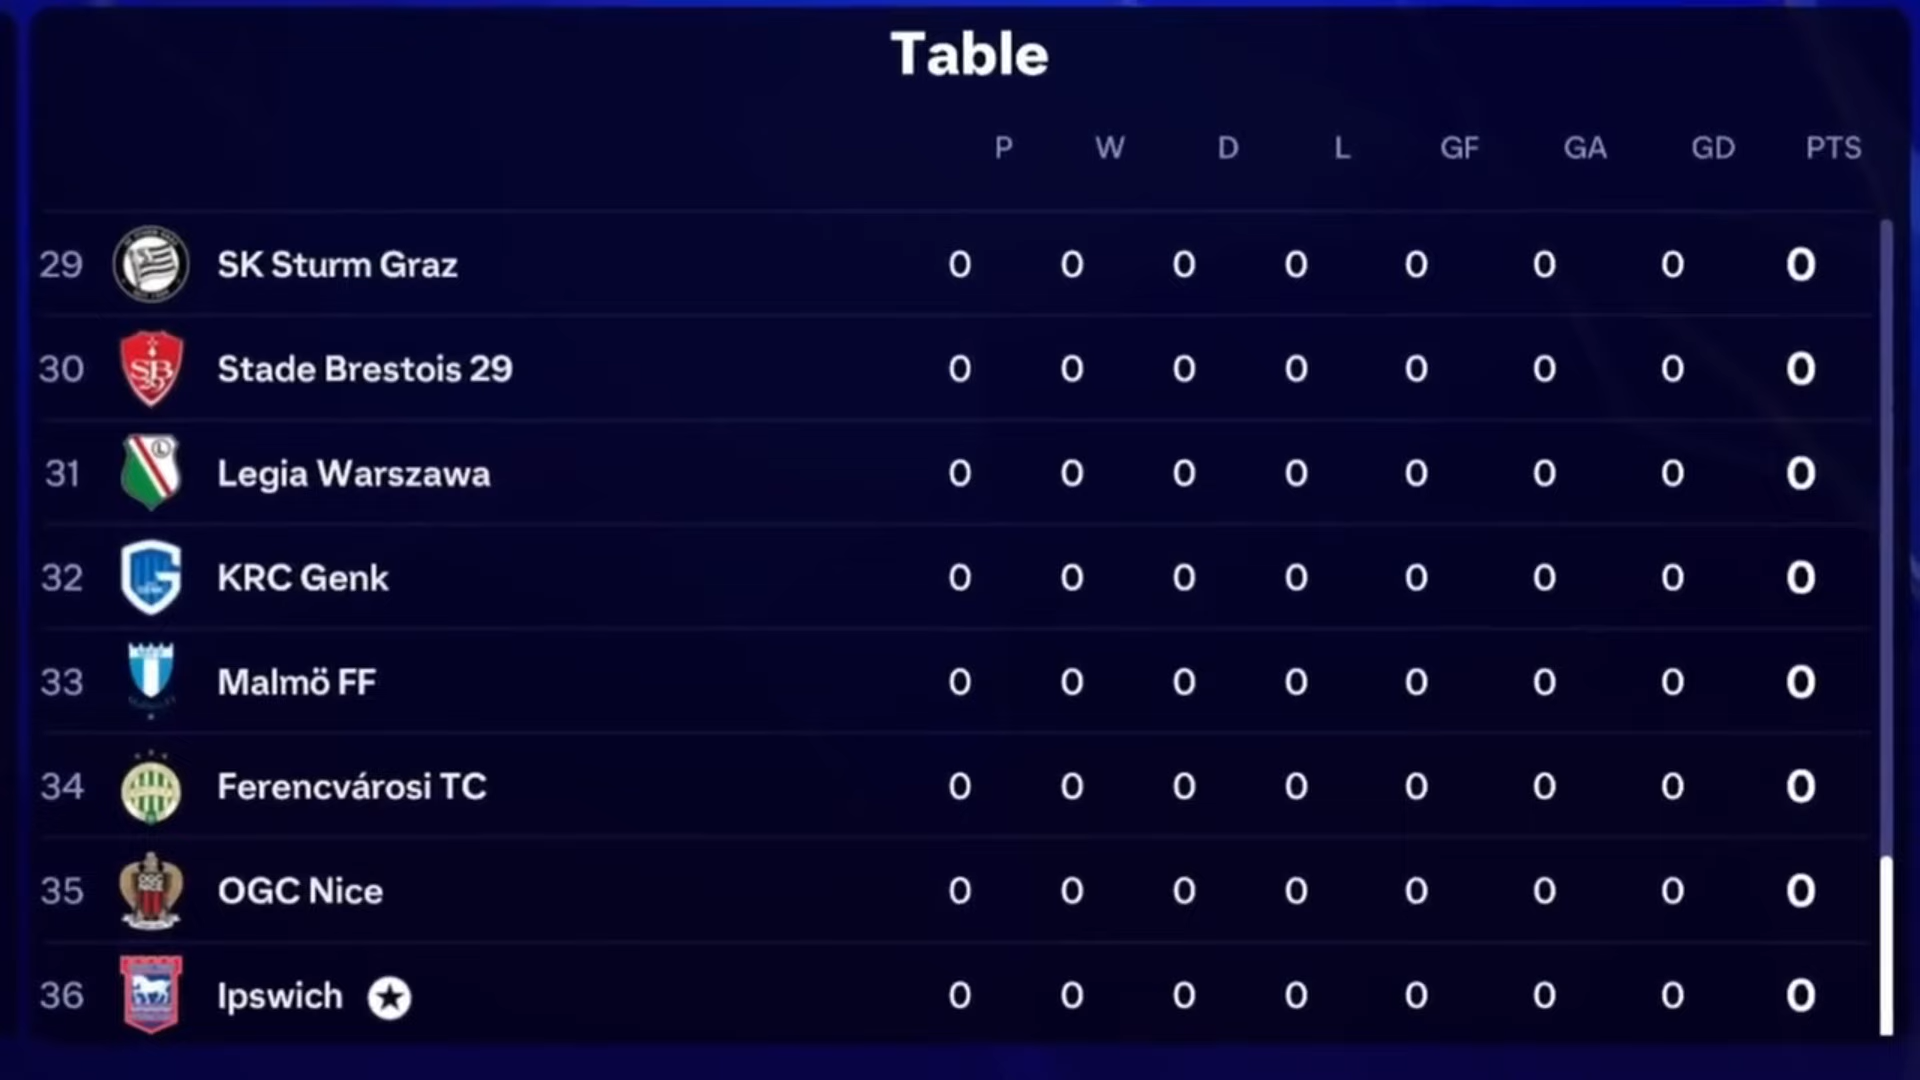 Table
P W D L GF GA GD PTS
29 SK Sturm Graz 0 0 0 0 0 0 0 0
30 Stade Brestois 29 0 0 0 0 0 0 0 0
31 Legia Warszawa 0 0 0 0 0 0 0 0
32 KRC Genk 0 0 0 0 0 0 0 0
33 Malmö FF 0 0 0 0 0 0 0 0
34 Ferencvárosi TC 0 0 0 0 0 0 0 0
35 OGC Nice 0 0 0 0 0 0 0 0
36 Ipswich 0 0 0 0 0 0 0 0